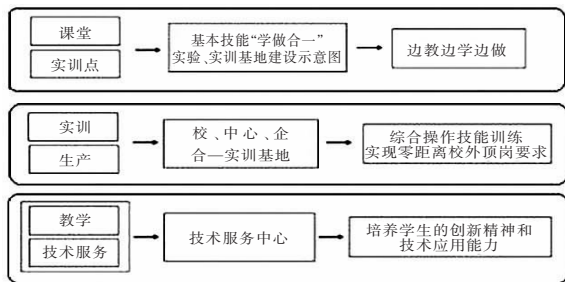 课堂
实训点
基本技能“学做合一”
实验、实训基地建设示意图
边教边学边做
实训
生产
校、中心、企
合一实训基地
综合操作技能训练
实现零距离校外顶岗要求
教学
技术服务
技术服务中心
培养学生的创新精神和
技术应用能力